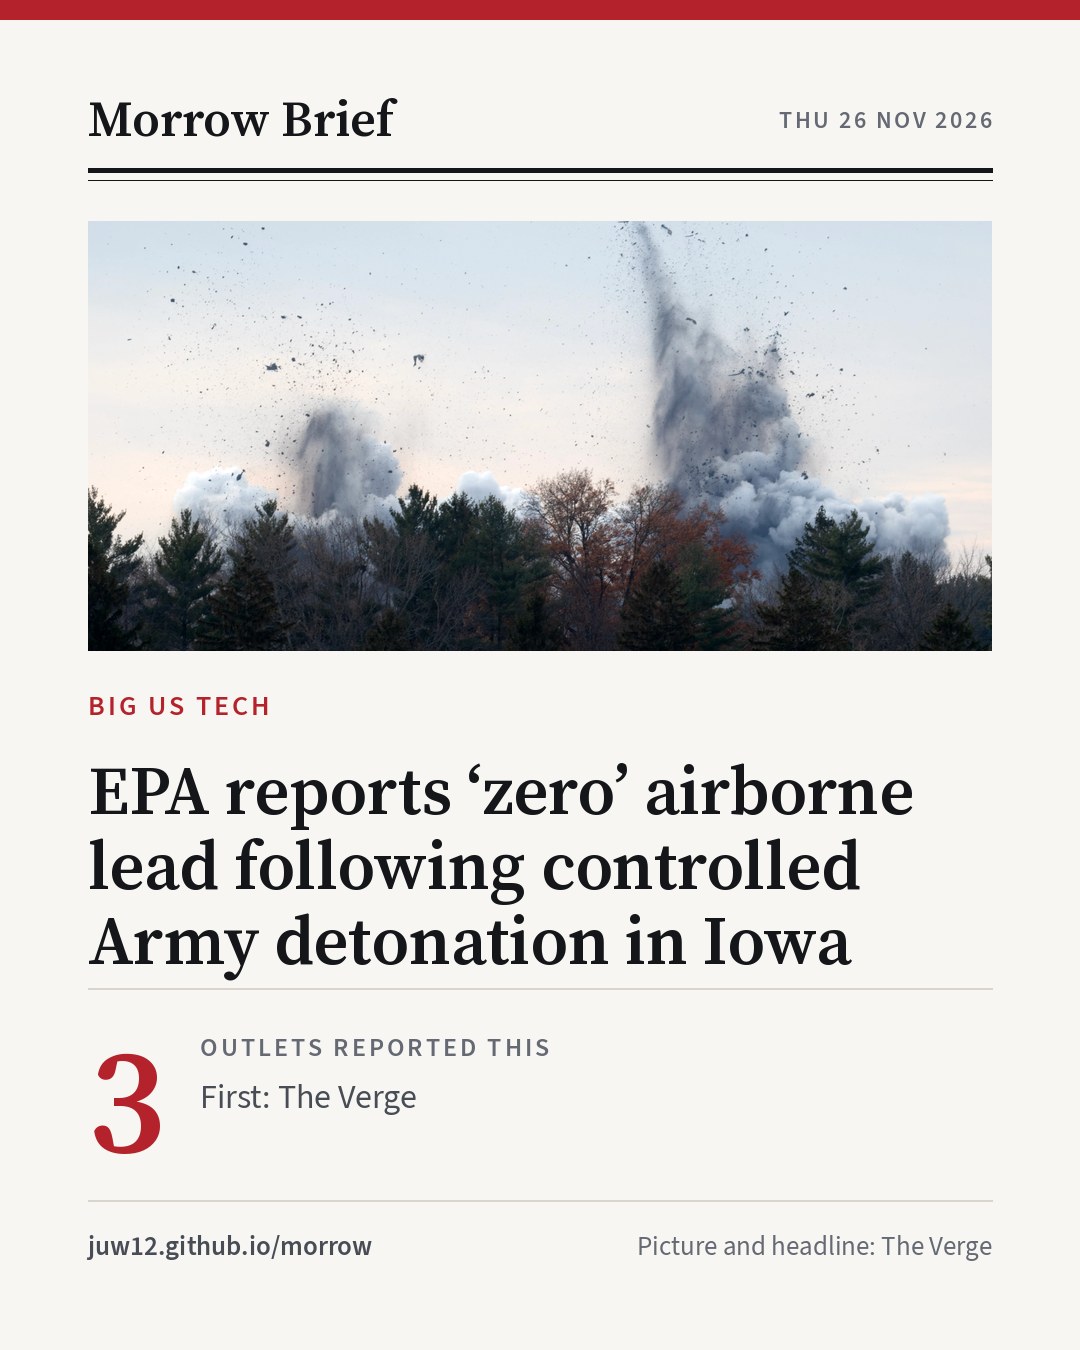 Morrow Brief
THU 26 NOV 2026
BIG US TECH
EPA reports ‘zero’ airborne
lead following controlled
Army detonation in Iowa
3
OUTLETS REPORTED THIS
First: The Verge
juw12.github.io/morrow
Picture and headline: The Verge